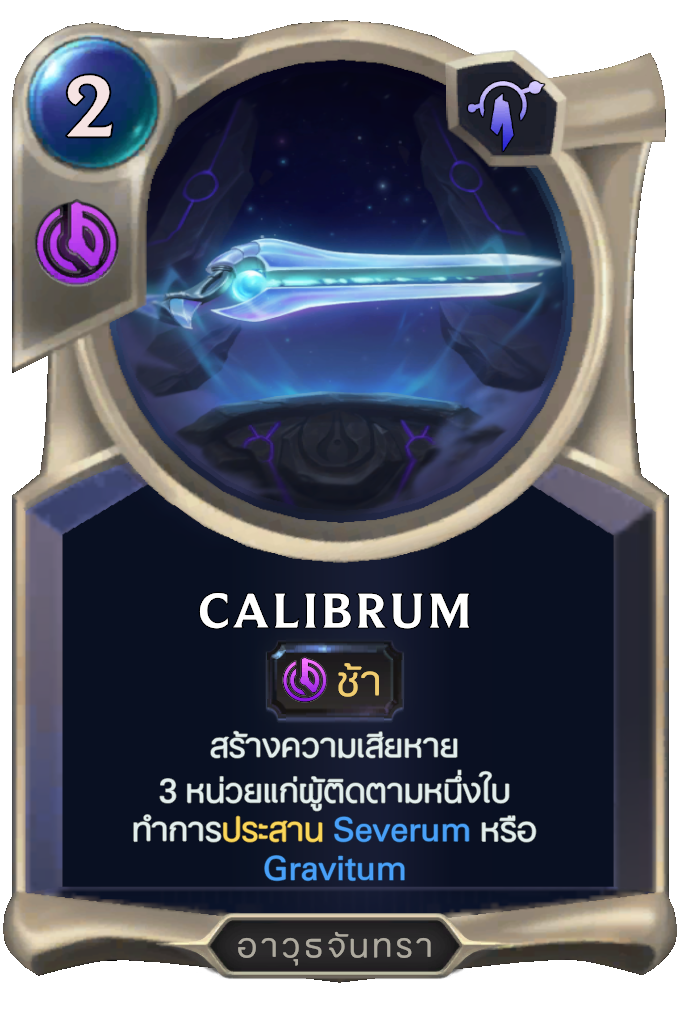 2
CALIBRUM
ช้า
สร้างความเสียหาย
3 หน่วยแก่ผู้ติดตามหนึ่งใบ
ทำการประสาน Severum หรือ
Gravitum
อาวุธจันทรา